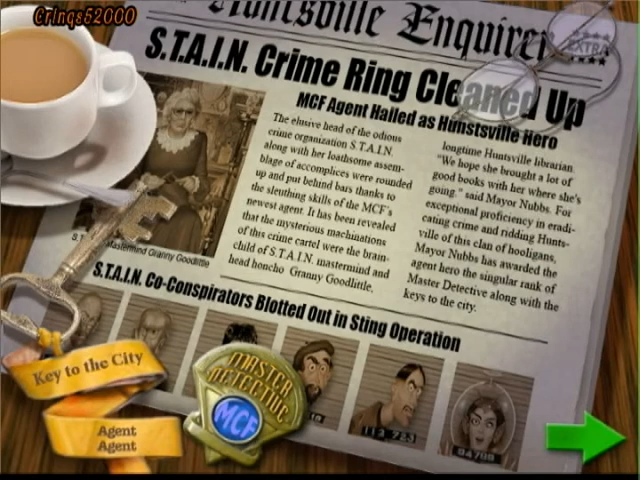 Crinqs52000
Huntsville Enquirer
EXTRA
S.T.A.I.N. Crime Ring Cleaned Up
MCF Agent Hailed as Hunstsville Hero
The elusive head of the odious
crime organization S.T.A.I.N.
along with her loathsome assem-
blage of accomplices were rounded
up and put behind bars thanks to
the sleuthing skills of the MCF's
newest agent. It has been revealed
that the mysterious machinations
of this crime cartel were the brain-
child of S.T.A.I.N. mastermind and
head honcho Granny Goodlittle,
longtime Huntsville librarian.
"We hope she brought a lot of
good books with her where she's
going." said Mayor Nubbs. For
exceptional proficiency in eradi-
cating crime and ridding Hunts-
ville of this clan of hooligans,
Mayor Nubbs has awarded the
agent hero the singular rank of
Master Detective along with the
keys to the city.
Mastermind Granny Goodlittle
S.T.A.I.N. Co-Conspirators Blotted Out in Sting Operation
Key to the City
Agent
Agent
MASTER
DETECTIVE
MCF